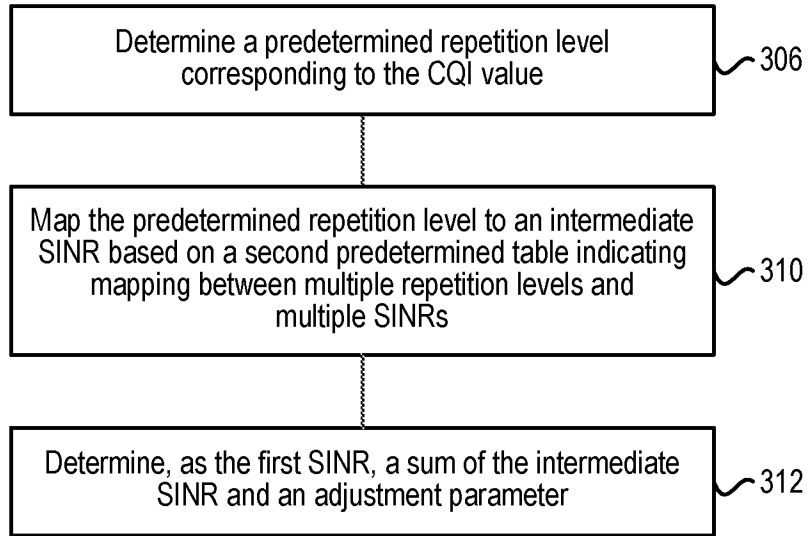 Determine a predetermined repetition level
corresponding to the CQI value
306
Map the predetermined repetition level to an intermediate
SINR based on a second predetermined table indicating
mapping between multiple repetition levels and
multiple SINRs
310
Determine, as the first SINR, a sum of the intermediate
SINR and an adjustment parameter
312